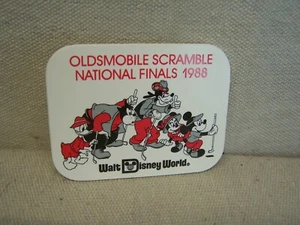 OLDSMOBILE SCRAMBLE
NATIONAL FINALS 1988
Walt Disney World®